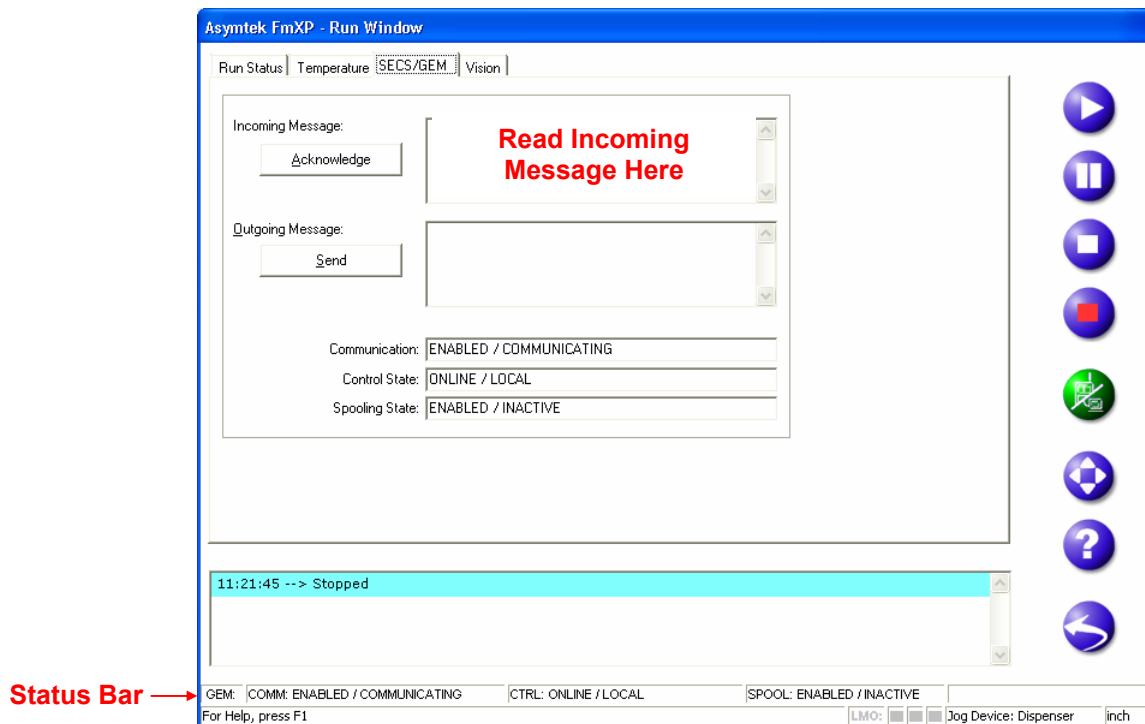 Asymtek FmXP - Run Window
Run Status Temperature SECS/GEM Vision
Incoming Message:
Acknowledge
Read Incoming
Message Here
Outgoing Message:
Send
Communication: ENABLED / COMMUNICATING
Control State: ONLINE / LOCAL
Spooling State: ENABLED / INACTIVE
?
11:21:45 --> Stopped
Status Bar
GEM: COMM: ENABLED / COMMUNICATING CTRL: ONLINE / LOCAL SPOOL: ENABLED / INACTIVE
For Help, press F1 LMO: Jog Device: Dispenser inch